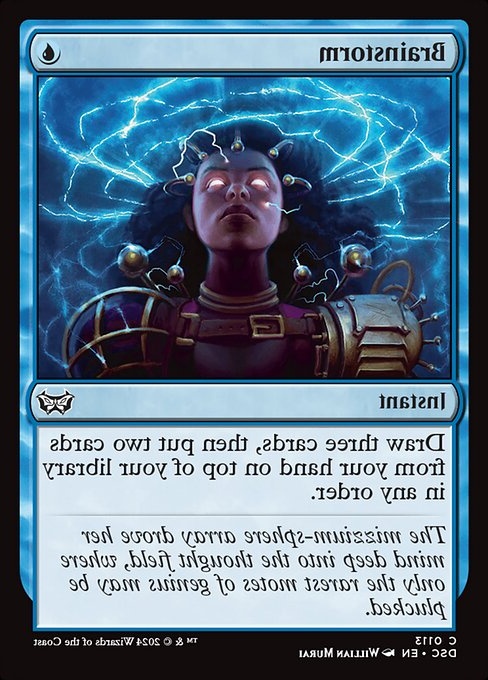 Brainstorm
Instant
Draw three cards, then put two cards
from your hand on top of your library
in any order.
The mizzium-sphere array drove her
mind deep into the thought field, where
only the rarest motes of genius may be
plucked.
C 0113
DSC • EN WILLIAN MURAI
™ & © 2024 Wizards of the Coast